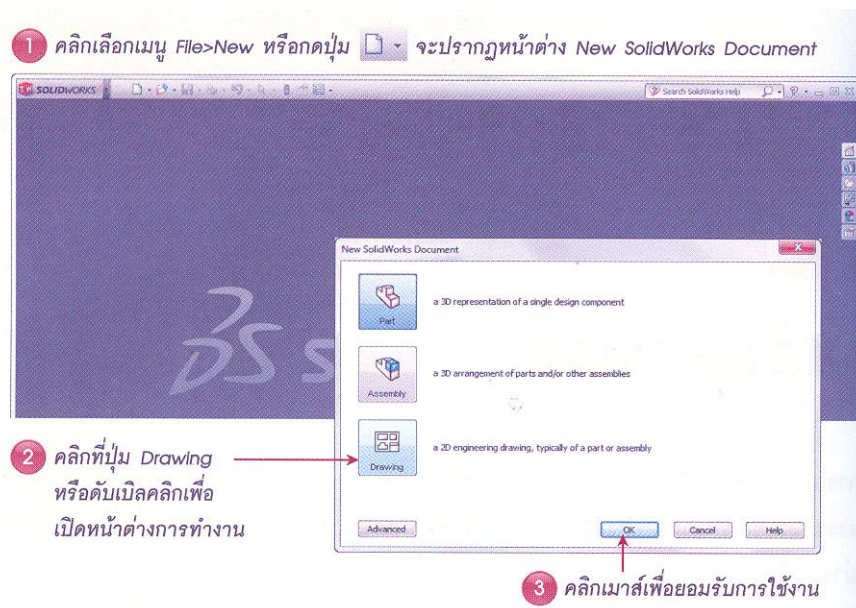 1 คลิกเลือกเมนู File>New หรือกดปุ่ม จะปรากฏหน้าต่าง New SolidWorks Document
SOLIDWORKS
Search SolidWorks Help
New SolidWorks Document
Part
a 3D representation of a single design component
Assembly
a 3D arrangement of parts and/or other assemblies
Drawing
a 2D engineering drawing, typically of a part or assembly
2 คลิกที่ปุ่ม Drawing
หรือดับเบิลคลิกเพื่อ
เปิดหน้าต่างการทำงาน
Advanced
OK
Cancel
Help
3 คลิกเมาส์เพื่อยอมรับการใช้งาน